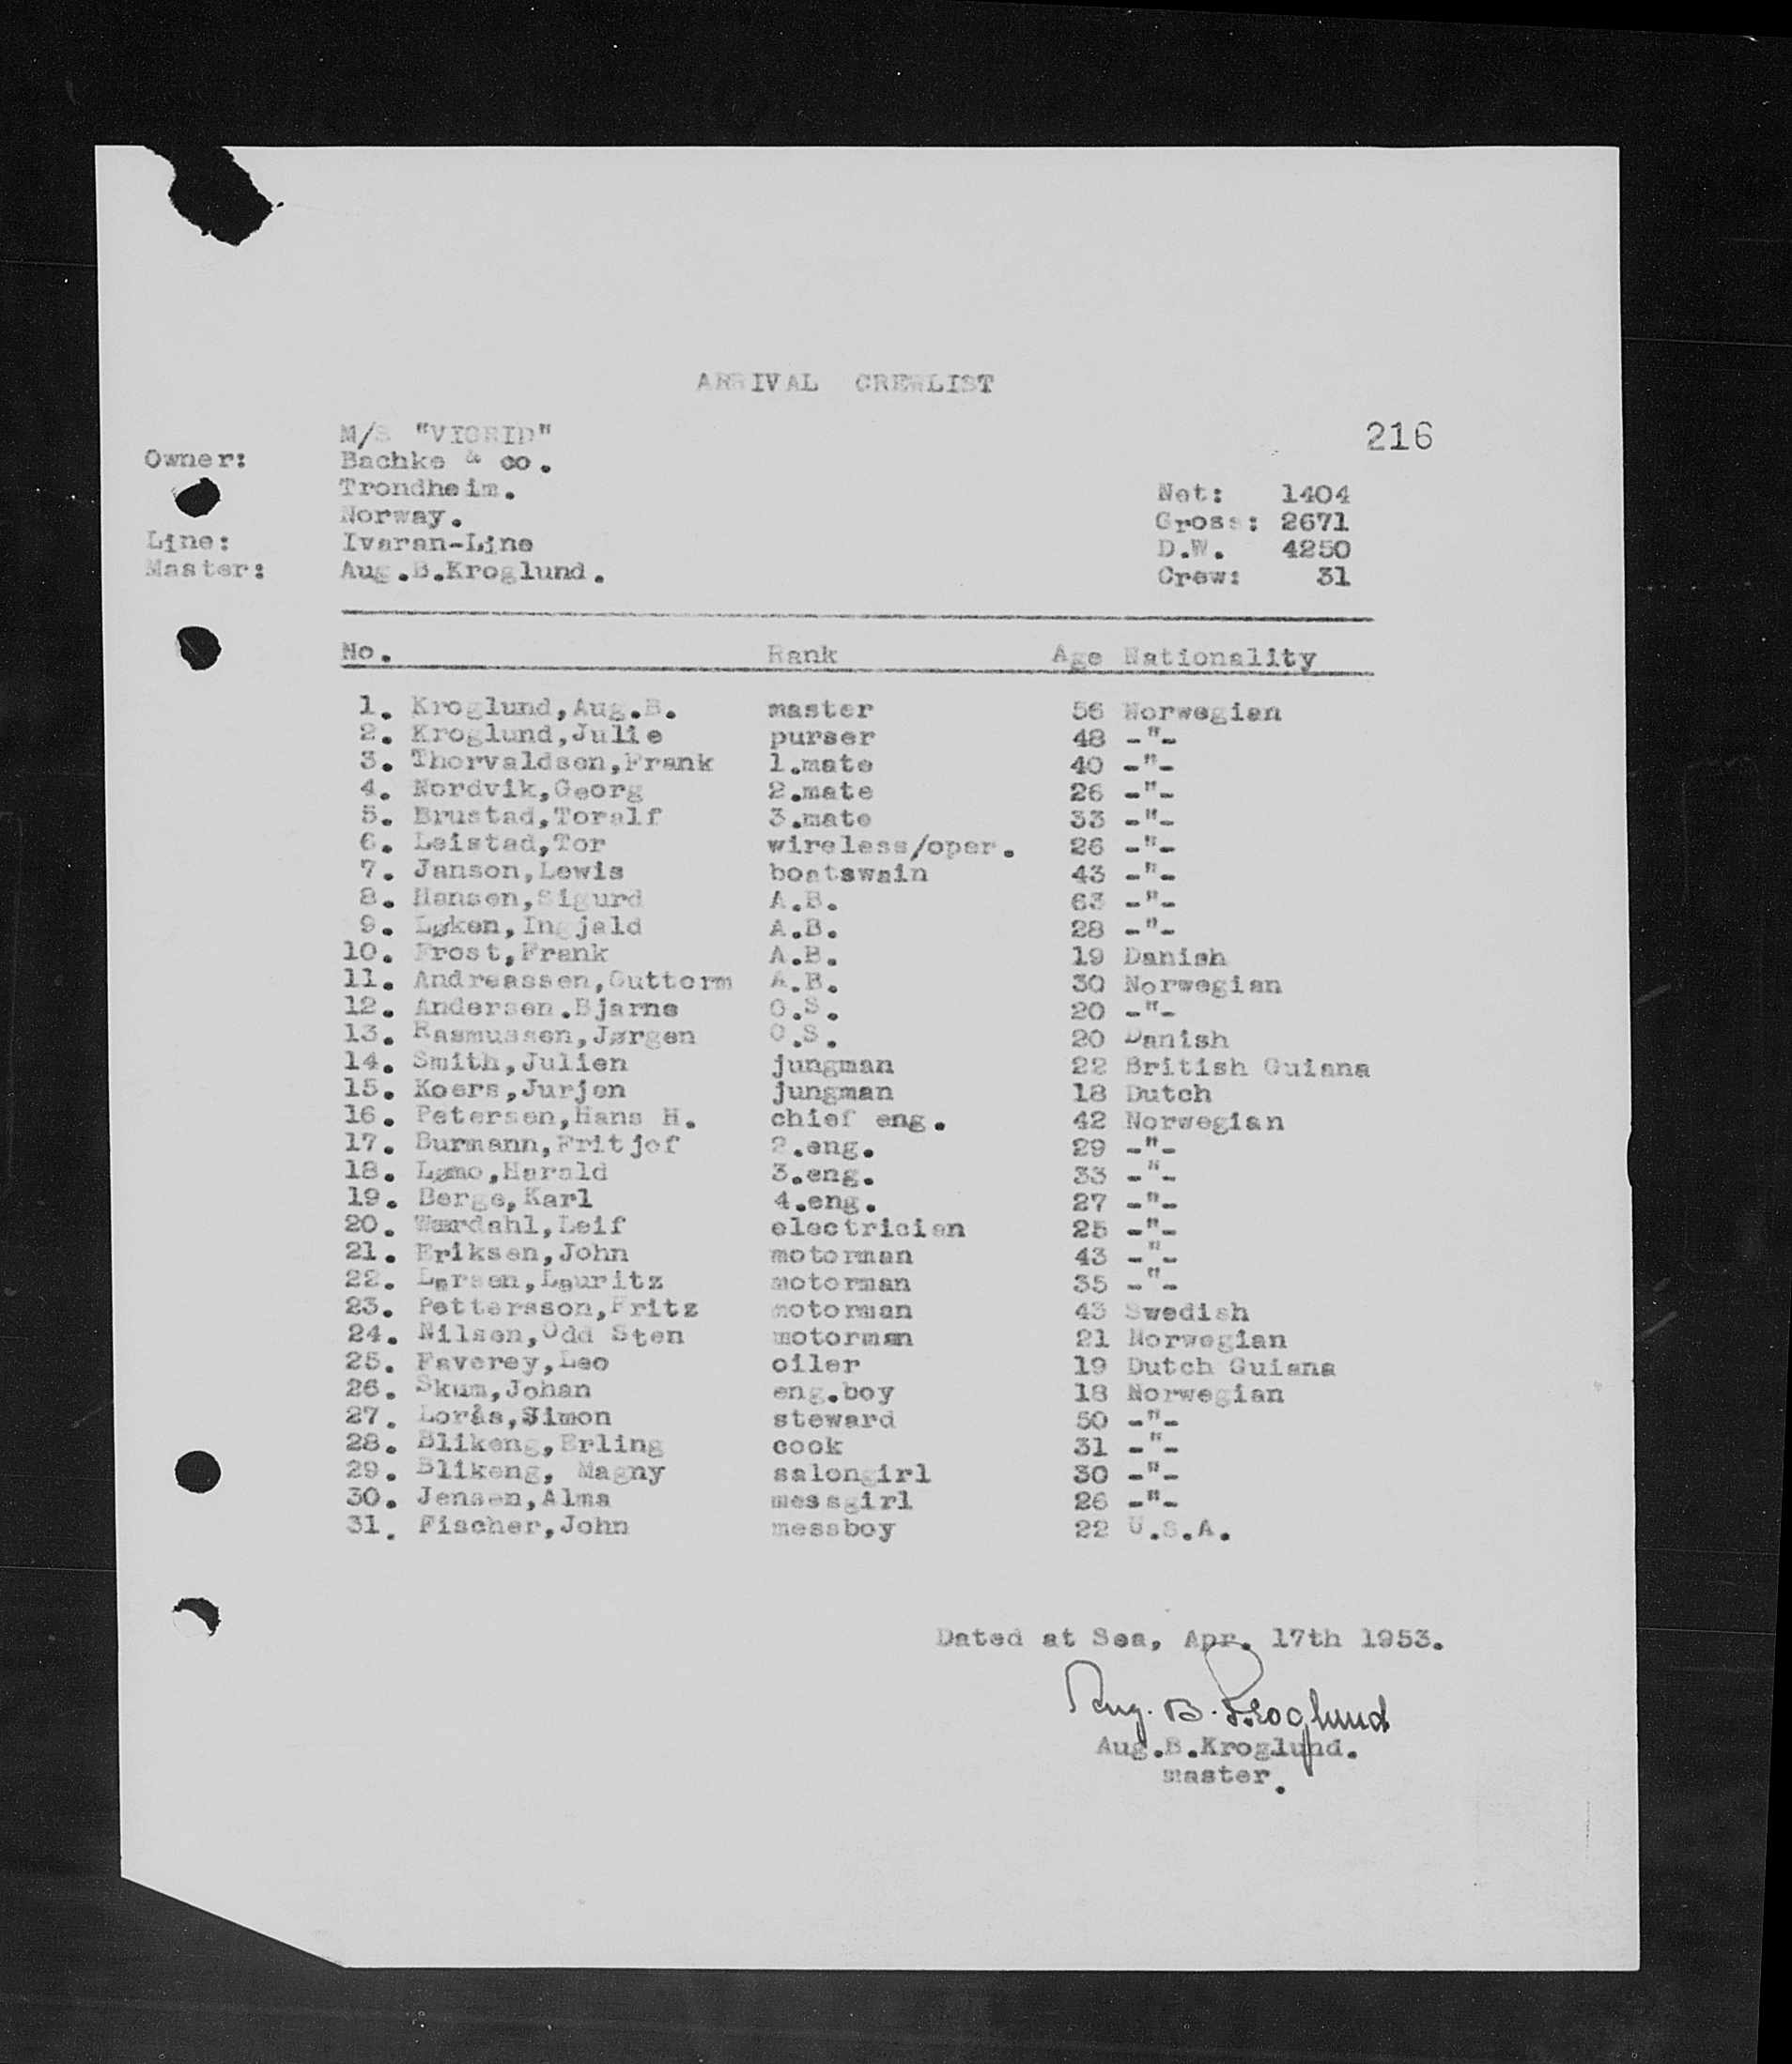 ARRIVAL CREWLIST
M/S "VIGRID"
216
Owner: Bachke & co.
Trondheim.
Net: 1404
Norway.
Gross: 2671
Line: Ivaran-Line
D.W. 4250
Master: Aug.B.Kroglund.
Crew: 31
No. Rank Age Nationality
1. Kroglund,Aug.B. master 56 Norwegian
2. Kroglund,Julie purser 48 -"-
3. Thorvaldsen,Frank 1.mate 40 -"-
4. Nordvik,Georg 2.mate 26 -"-
5. Brustad,Toralf 3.mate 33 -"-
6. Leistad,Tor wireless/oper. 26 -"-
7. Janson,Lewis boatswain 43 -"-
8. Hansen,Sigurd A.B. 63 -"-
9. Løken,Ingjald A.B. 28 -"-
10. Frost,Frank A.B. 19 Danish
11. Andreassen,Guttorm A.B. 30 Norwegian
12. Andersen.Bjarne O.S. 20 -"-
13. Rasmussen,Jørgen O.S. 20 Danish
14. Smith,Julien jungman 22 British Guiana
15. Koers,Jurjen jungman 18 Dutch
16. Petersen,Hans H. chief eng. 42 Norwegian
17. Burmann,Fritjof 2.eng. 29 -"-
18. Lømo,Harald 3.eng. 33 -"-
19. Berge,Karl 4.eng. 27 -"-
20. Wærdahl,Leif electrician 25 -"-
21. Eriksen,John motorman 43 -"-
22. Larsen,Lauritz motorman 35 -"-
23. Pettersson,Fritz motorman 43 Swedish
24. Nilsen,Odd Sten motorman 21 Norwegian
25. Faverey,Leo oiler 19 Dutch Guiana
26. Skum,Johan eng.boy 18 Norwegian
27. Lorås,Simon steward 50 -"-
28. Blikeng,Erling cook 31 -"-
29. Blikeng, Magny salongirl 30 -"-
30. Jensen,Alma messgirl 26 -"-
31. Fischer,John messboy 22 U.S.A.
Dated at Sea, Apr. 17th 1953.
Aug. B. Kroglund
Aug.B.Kroglund.
master.